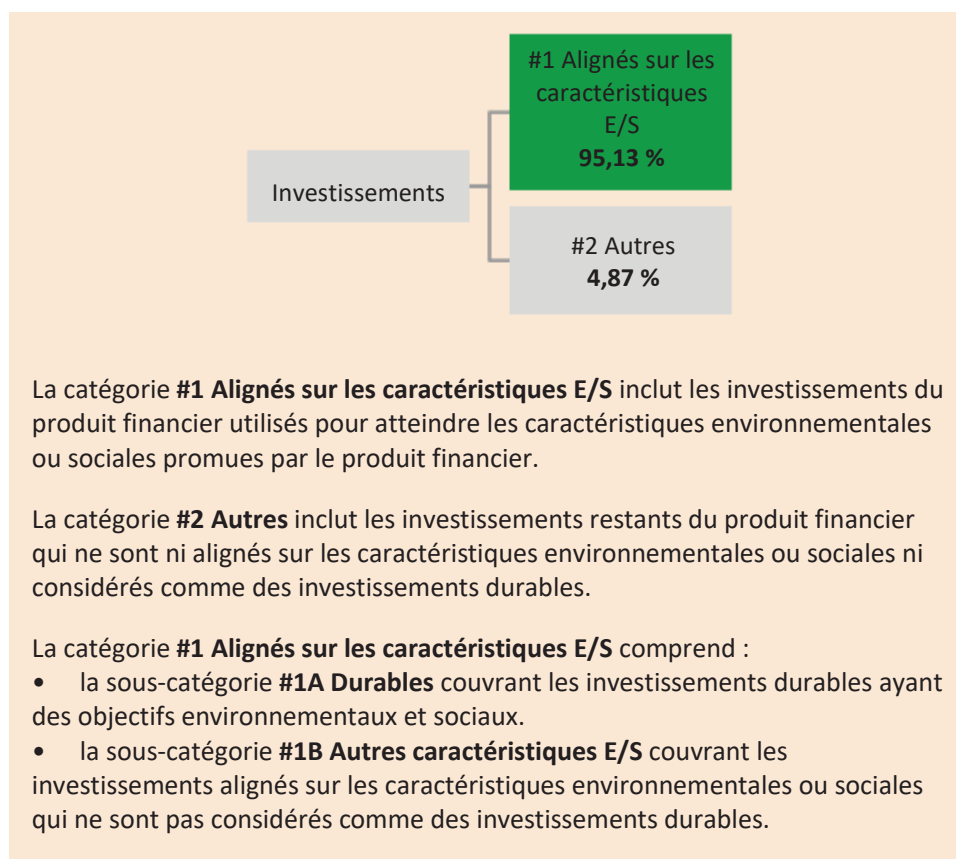 #1 Alignés sur les
caractéristiques
E/S
95,13 %
Investissements
#2 Autres
4,87 %
La catégorie #1 Alignés sur les caractéristiques E/S inclut les investissements du
produit financier utilisés pour atteindre les caractéristiques environnementales
ou sociales promues par le produit financier.
La catégorie #2 Autres inclut les investissements restants du produit financier
qui ne sont ni alignés sur les caractéristiques environnementales ou sociales ni
considérés comme des investissements durables.
La catégorie #1 Alignés sur les caractéristiques E/S comprend :
• la sous-catégorie #1A Durables couvrant les investissements durables ayant
des objectifs environnementaux et sociaux.
• la sous-catégorie #1B Autres caractéristiques E/S couvrant les
investissements alignés sur les caractéristiques environnementales ou sociales
qui ne sont pas considérés comme des investissements durables.